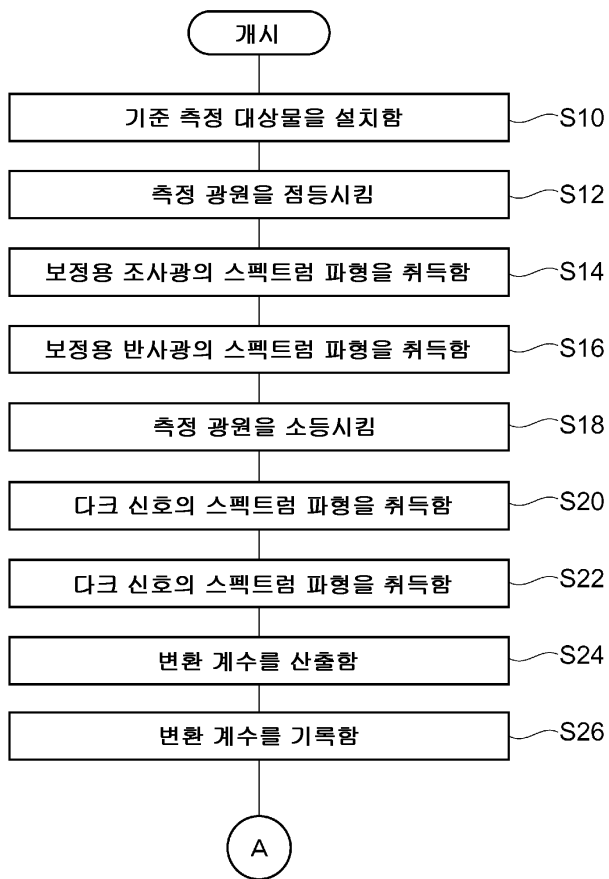 개시
기준 측정 대상물을 설치함 S10
측정 광원을 점등시킴 S12
보정용 조사광의 스펙트럼 파형을 취득함 S14
보정용 반사광의 스펙트럼 파형을 취득함 S16
측정 광원을 소등시킴 S18
다크 신호의 스펙트럼 파형을 취득함 S20
다크 신호의 스펙트럼 파형을 취득함 S22
변환 계수를 산출함 S24
변환 계수를 기록함 S26
A